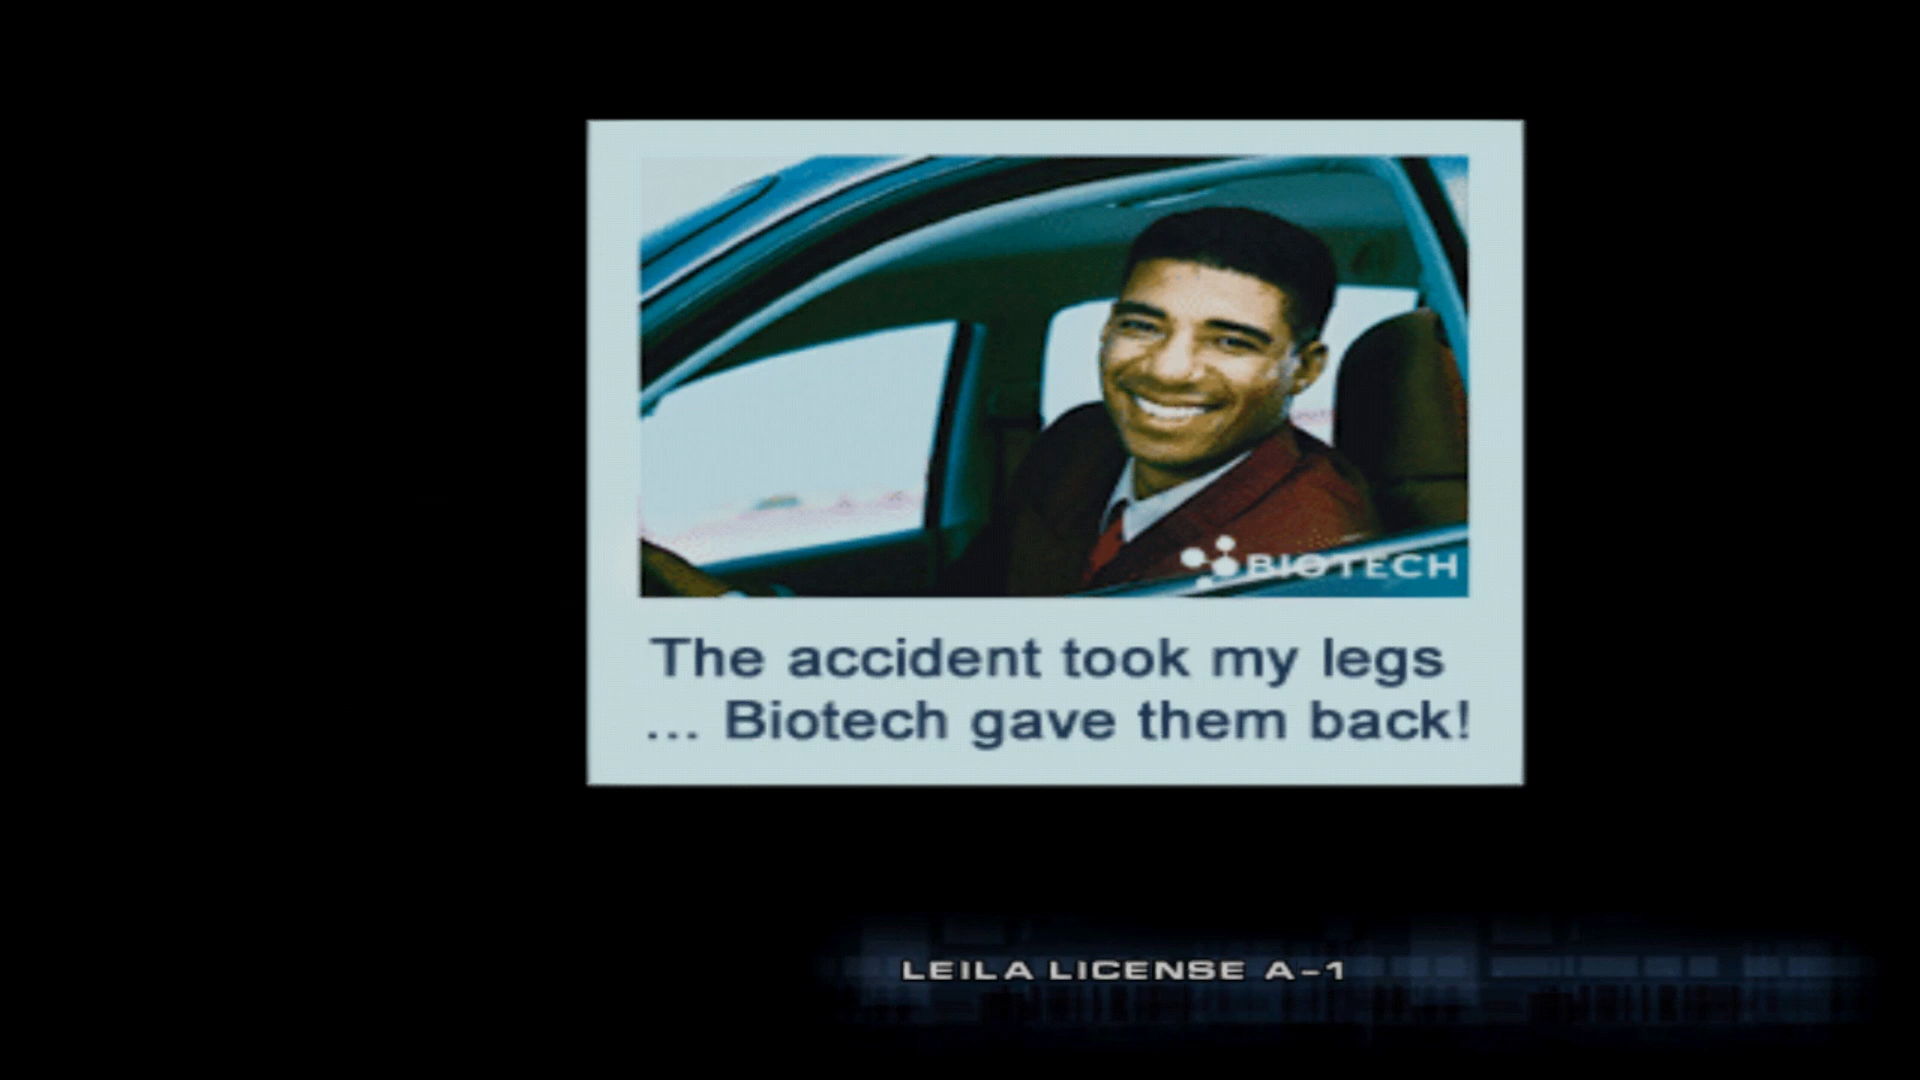 BIOTECH
The accident took my legs
... Biotech gave them back!
LEILA LICENSE A-1